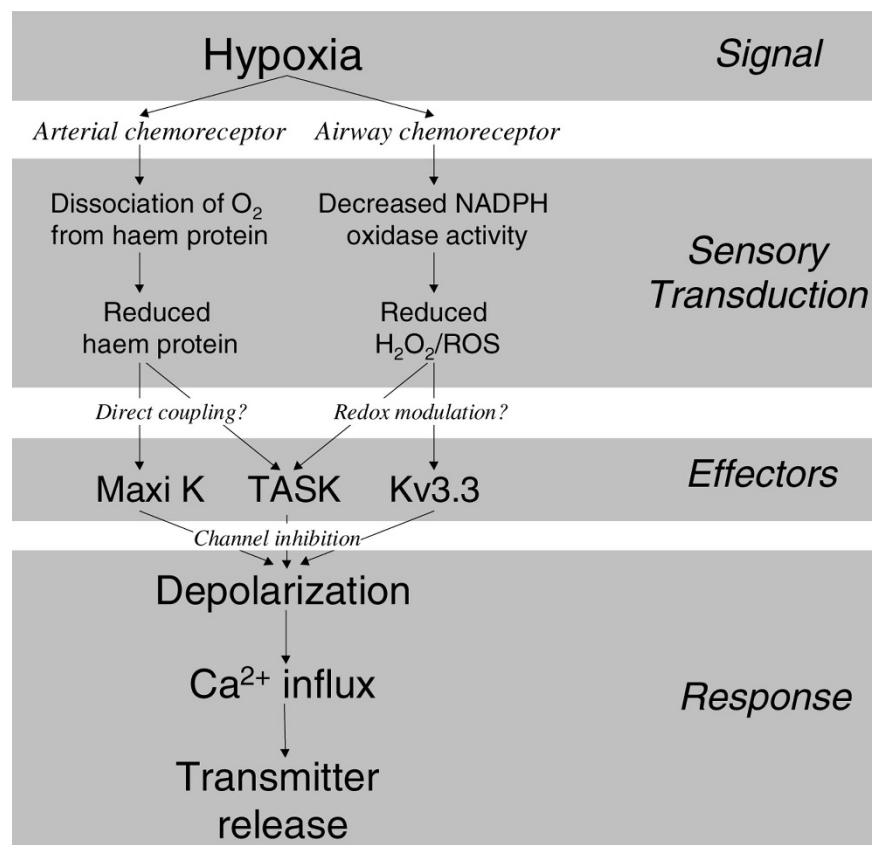 Hypoxia
Signal
Arterial chemoreceptor
Airway chemoreceptor
Dissociation of O₂
from haem protein
Decreased NADPH
oxidase activity
Sensory
Transduction
Reduced
haem protein
Reduced
H₂O₂/ROS
Direct coupling?
Redox modulation?
Maxi K
TASK
Kv3.3
Effectors
Channel inhibition
Depolarization
Ca²⁺ influx
Response
Transmitter
release